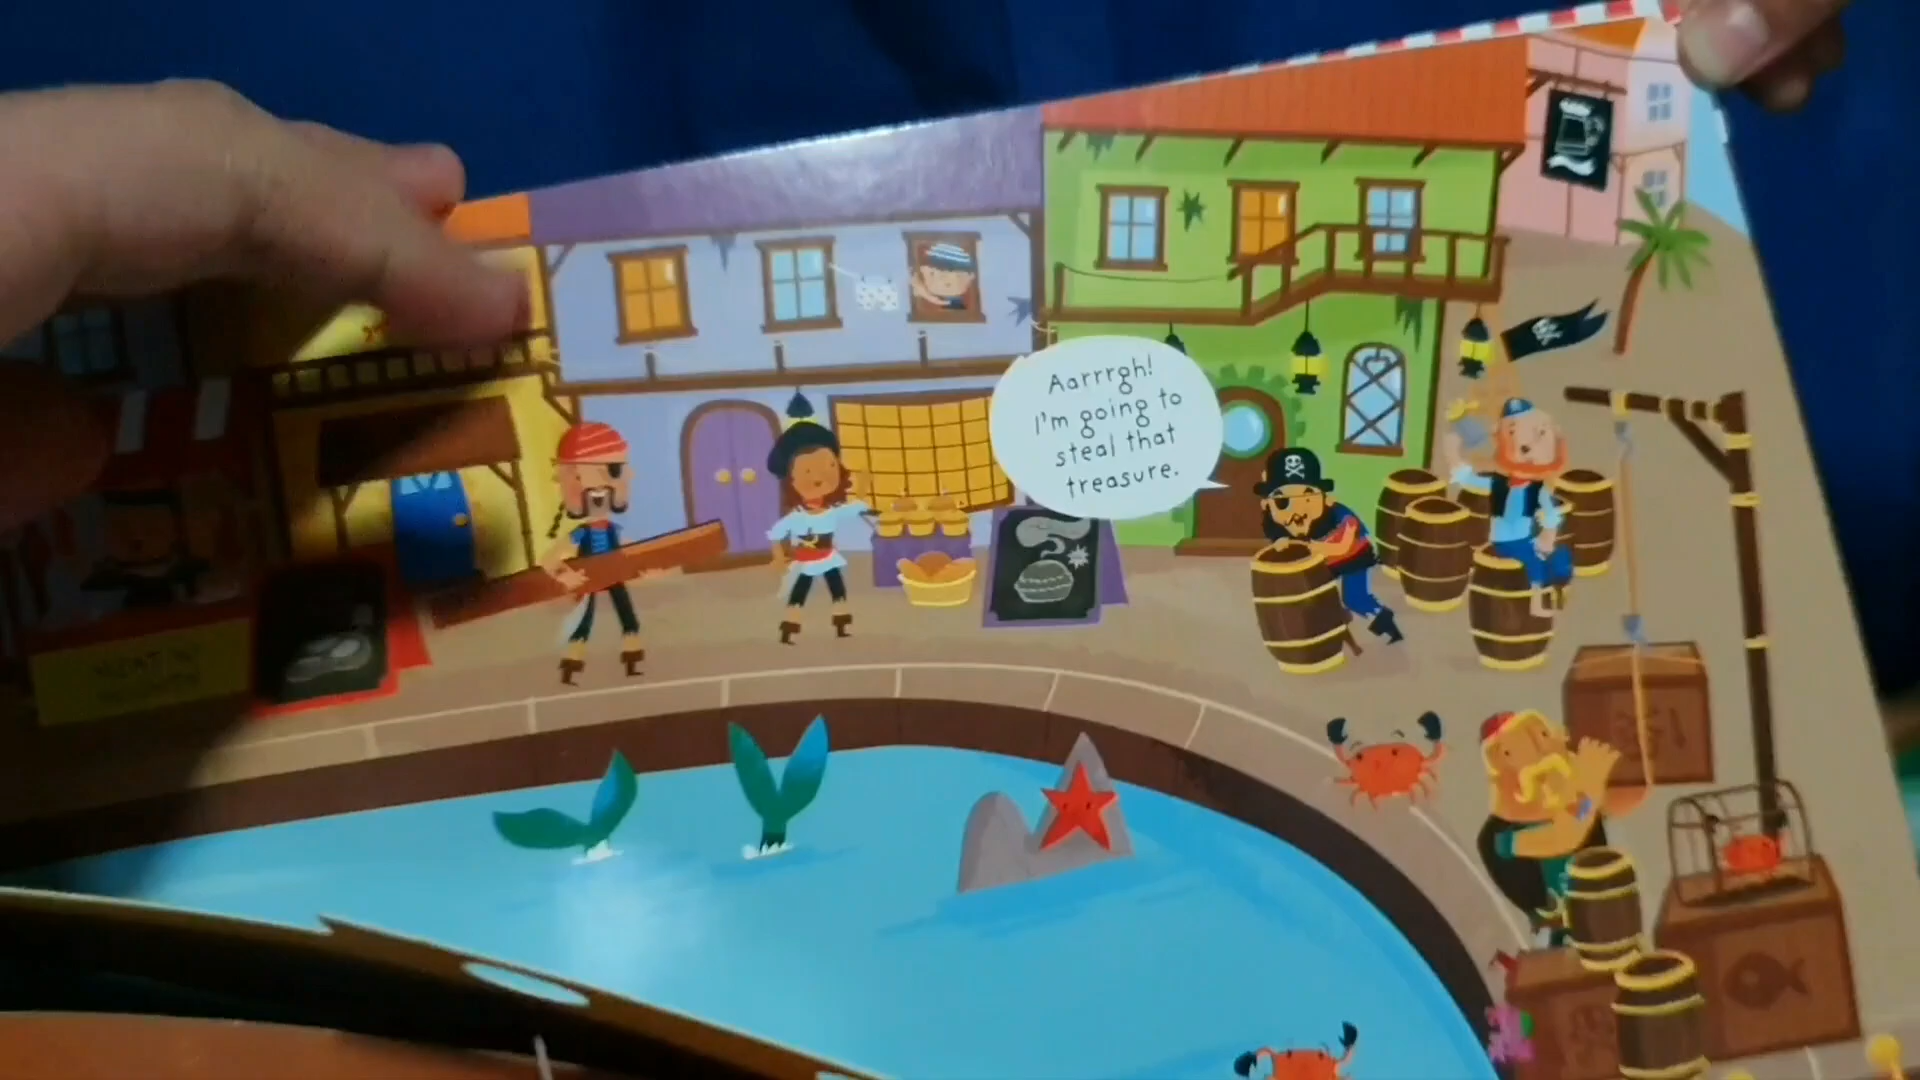 Aarrrgh!
I'm going to
steal that
treasure.